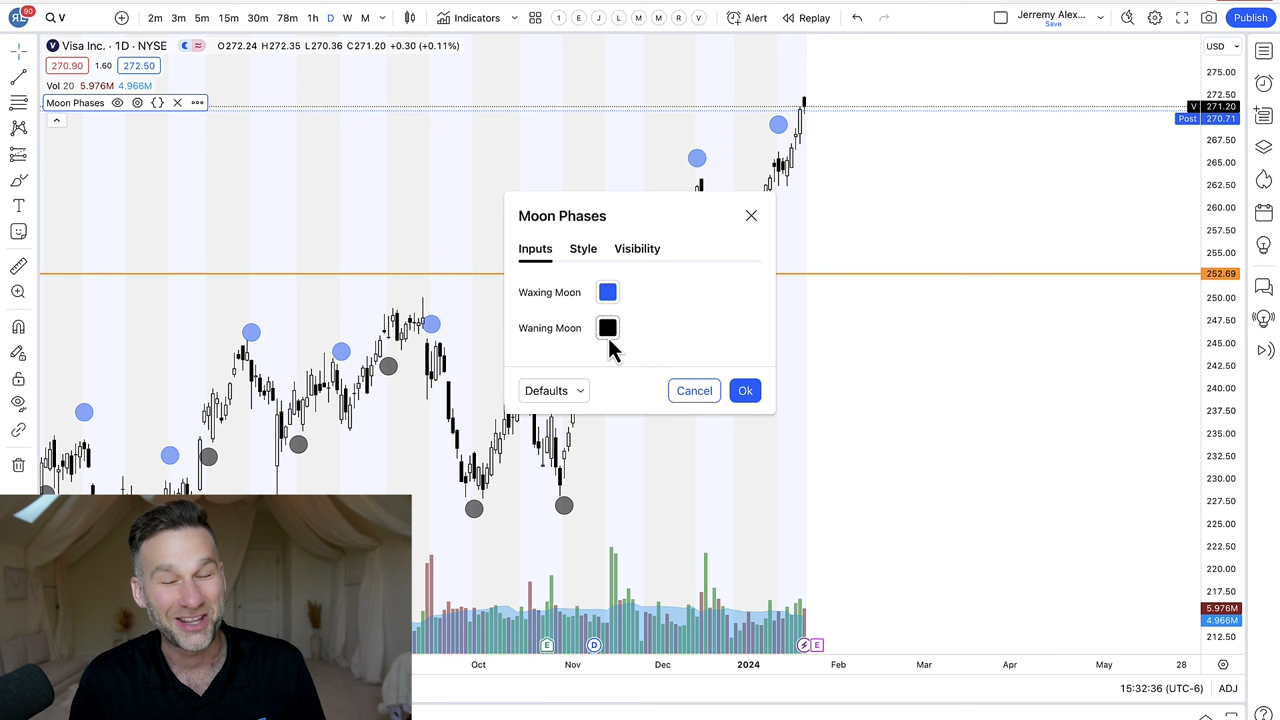 90
V
2m 3m 5m 15m 30m 78m 1h D W M
Indicators
1 E J L M M R V
Alert
Replay
Jerremy Alex...
Save
Publish
Visa Inc. · 1D · NYSE
O272.24 H272.35 L270.36 C271.20 +0.30 (+0.11%)
USD
270.90 1.60 272.50
Vol 20 5.976M 4.966M
Moon Phases
275.00
272.50
V 271.20
Post 270.71
267.50
265.00
262.50
260.00
257.50
255.00
252.69
250.00
247.50
245.00
242.50
240.00
237.50
235.00
232.50
230.00
227.50
225.00
222.50
220.00
217.50
215.00
5.976M
4.966M
212.50
Moon Phases
Inputs Style Visibility
Waxing Moon
Waning Moon
Defaults
Cancel
Ok
E D E
Oct Nov Dec 2024 Feb Mar Apr May 28
15:32:36 (UTC-6) ADJ